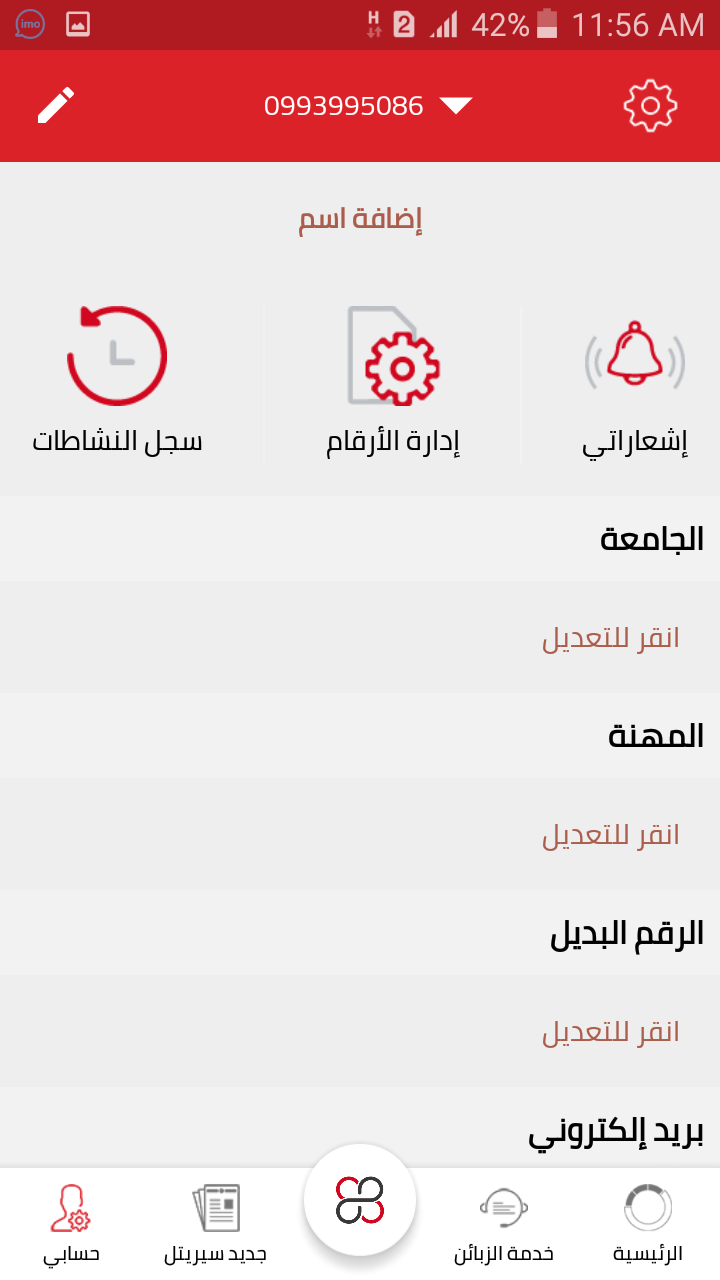 imo H 2 42% 11:56 AM
0993995086
إضافة اسم
إشعاراتي
إدارة الأرقام
سجل النشاطات
الجامعة
انقر للتعديل
المهنة
انقر للتعديل
الرقم البديل
انقر للتعديل
بريد إلكتروني
الرئيسية
خدمة الزبائن
جديد سيريتل
حسابي